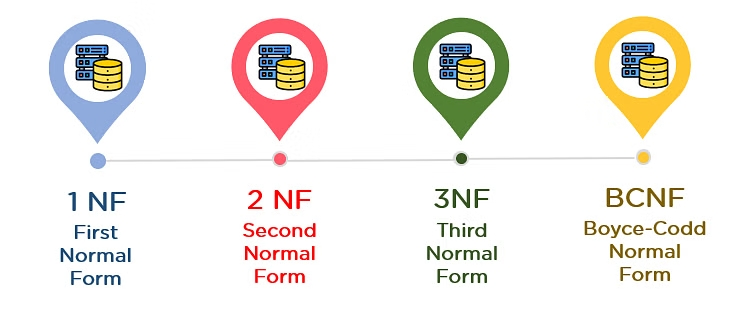 1 NF
First
Normal
Form
2 NF
Second
Normal
Form
3NF
Third
Normal
Form
BCNF
Boyce-Codd
Normal
Form